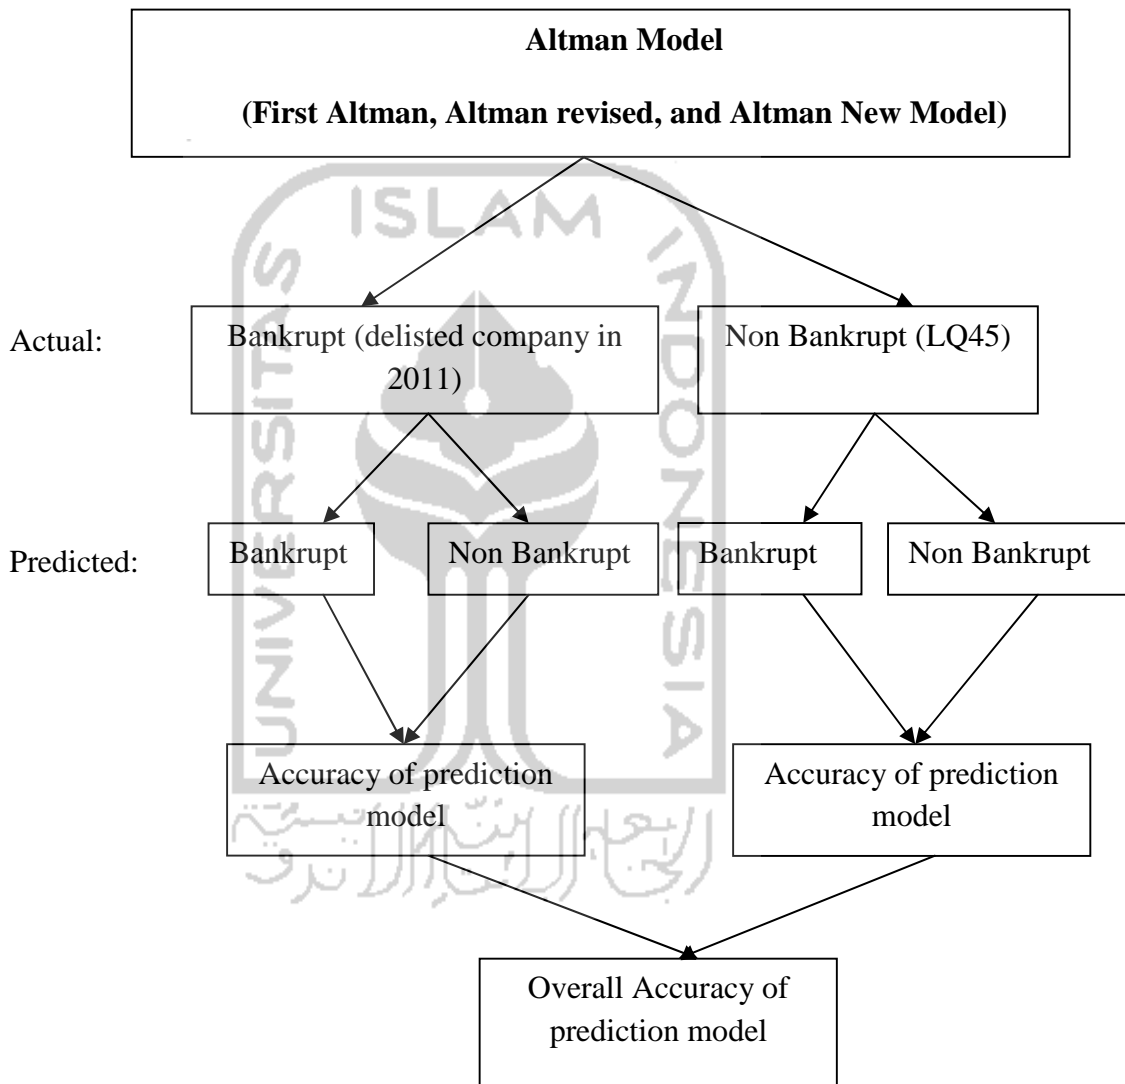 Altman Model
(First Altman, Altman revised, and Altman New Model)
ISLAM
UNIVERSITAS
INDONESIA
Actual:
Bankrupt (delisted company in
2011)
Non Bankrupt (LQ45)
Predicted:
Bankrupt
Non Bankrupt
Bankrupt
Non Bankrupt
Accuracy of prediction
model
Accuracy of prediction
model
Overall Accuracy of
prediction model